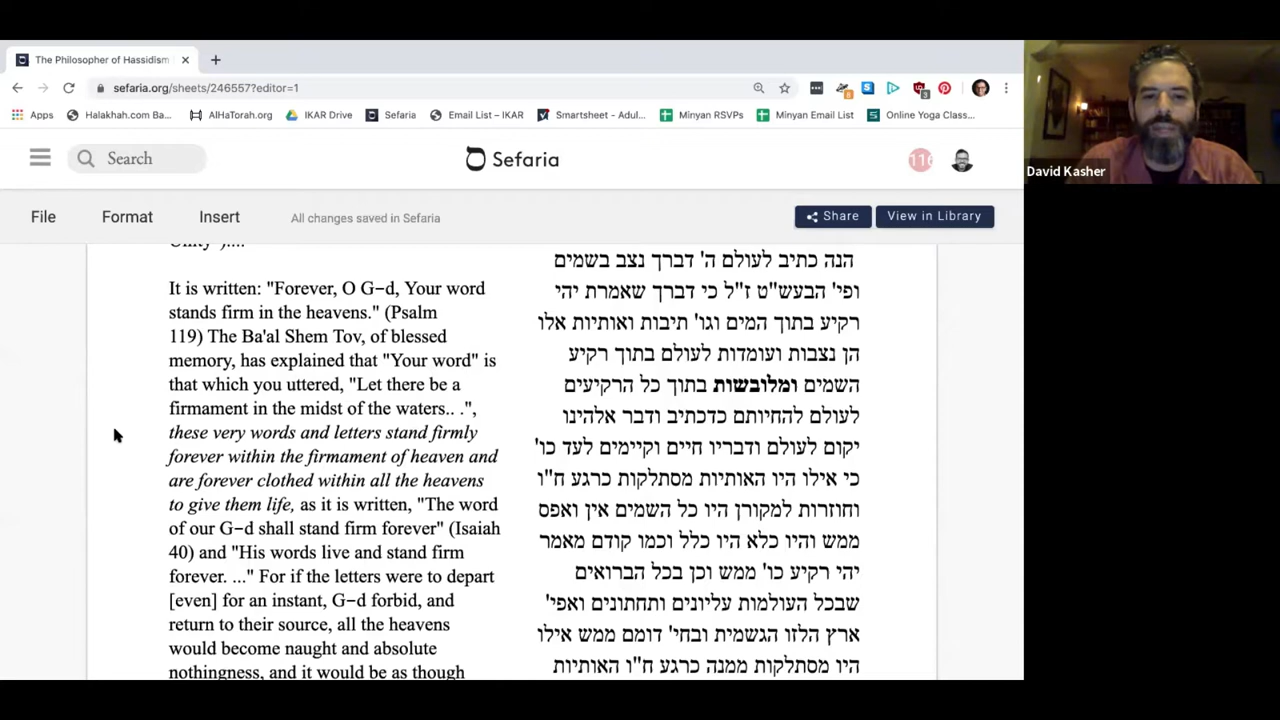 The Philosopher of Hassidism
sefaria.org/sheets/246557?editor=1
Apps Halakhah.com Ba... AlHaTorah.org IKAR Drive Sefaria Email List – IKAR Smartsheet - Adul... Minyan RSVPs Minyan Email List Online Yoga Class...
Search
Sefaria
116
File Format Insert All changes saved in Sefaria Share View in Library
David Kasher
It is written: "Forever, O G–d, Your word
stands firm in the heavens." (Psalm
119) The Ba'al Shem Tov, of blessed
memory, has explained that "Your word" is
that which you uttered, "Let there be a
firmament in the midst of the waters.. .",
these very words and letters stand firmly
forever within the firmament of heaven and
are forever clothed within all the heavens
to give them life, as it is written, "The word
of our G–d shall stand firm forever" (Isaiah
40) and "His words live and stand firm
forever. ..." For if the letters were to depart
[even] for an instant, G–d forbid, and
return to their source, all the heavens
would become naught and absolute
nothingness, and it would be as though
הנה כתיב לעולם ה' דברך נצב בשמים
ופי' הבעש"ט ז"ל כי דברך שאמרת יהי
רקיע בתוך המים וגו' תיבות ואותיות אלו
הן נצבות ועומדות לעולם בתוך רקיע
השמים ומלובשות בתוך כל הרקיעים
לעולם להחיותם כדכתיב ודבר אלהינו
יקום לעולם ודבריו חיים וקיימים לעד כו'
כי אילו היו האותיות מסתלקות כרגע ח"ו
וחוזרות למקורן היו כל השמים אין ואפס
ממש והיו כלא היו כלל וכמו קודם מאמר
יהי רקיע כו' ממש וכן בכל הברואים
שבכל העולמות עליונים ותחתונים ואפי'
ארץ הלזו הגשמית ובחי' דומם ממש אילו
היו מסתלקות ממנה כרגע ח"ו האותיות